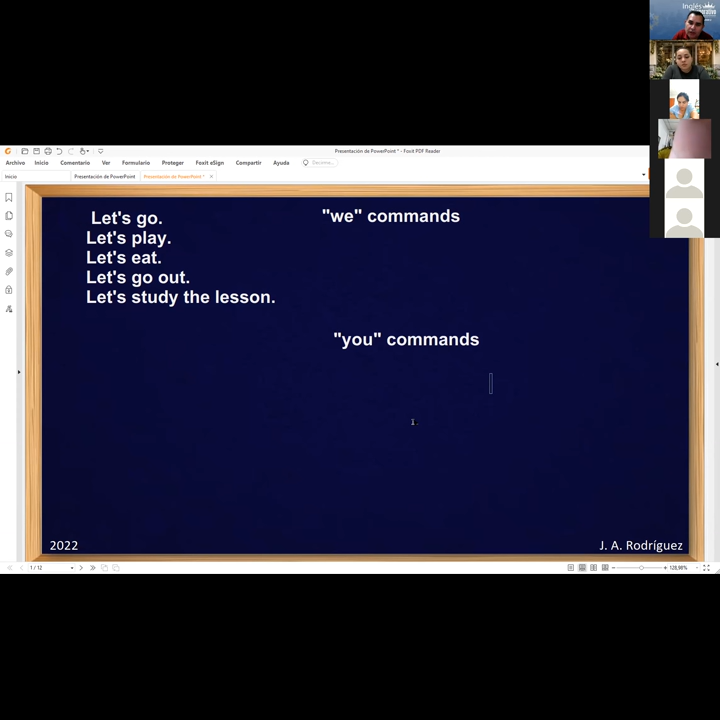 Inglés
Presentación de PowerPoint * - Foxit PDF Reader
Archivo Inicio Comentario Ver Formulario Proteger Foxit eSign Compartir Ayuda
Inicio Presentación de PowerPoint Presentación de PowerPoint *
Let's go.
Let's play.
Let's eat.
Let's go out.
Let's study the lesson.
"we" commands
"you" commands
2022
J. A. Rodríguez
1 / 12
128,98%